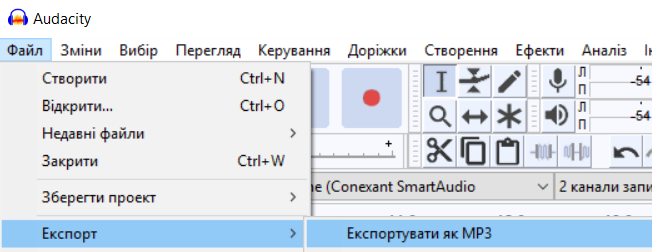 Audacity
Файл Зміни Вибір Перегляд Керування Доріжки Створення Ефекти Аналіз
Створити Ctrl+N
Відкрити... Ctrl+O
Недавні файли
Закрити Ctrl+W
Зберегти проект
Експорт
Л
П
-54
Л
П
-54
ne (Conexant SmartAudio
2 канали запи
Експортувати як MP3